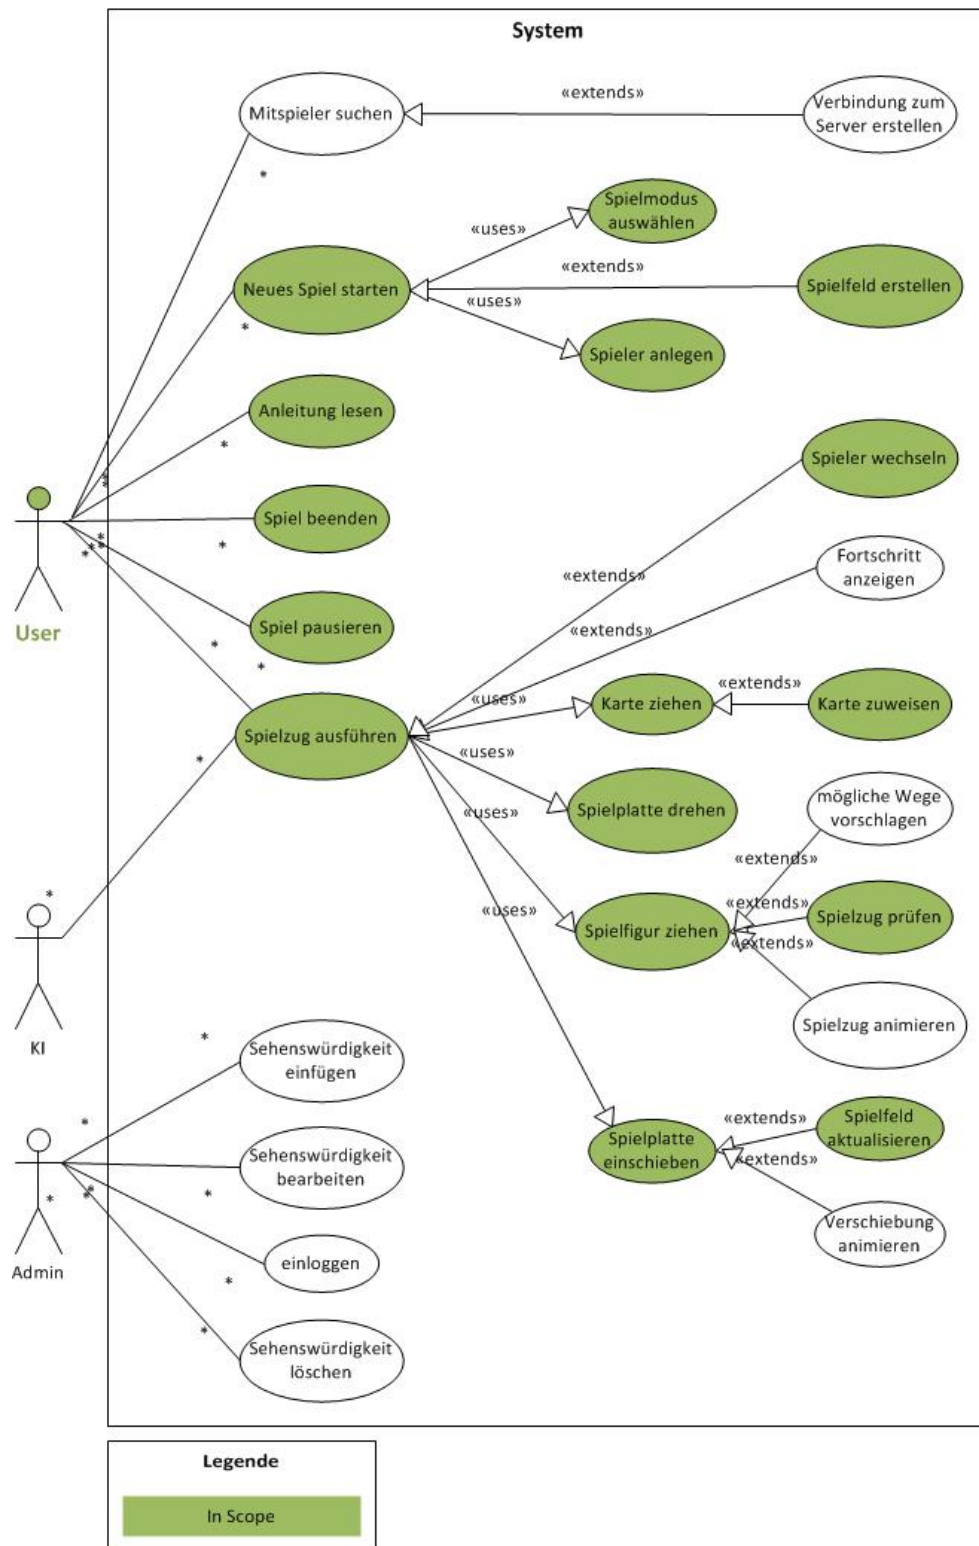 System
Mitspieler suchen
«extends»
Verbindung zum
Server erstellen
*
Spielmodus
auswählen
«uses»
«extends»
Neues Spiel starten
Spielfeld erstellen
«uses»
*
Spieler anlegen
Anleitung lesen
*
Spieler wechseln
*
*
User
Spiel beenden
*
*
*
*
*
Fortschritt
anzeigen
«extends»
Spiel pausieren
*
*
«extends»
«uses»
Karte ziehen
«extends»
Karte zuweisen
Spielzug ausführen
*
«uses»
Spielplatte drehen
mögliche Wege
vorschlagen
«uses»
«extends»
*
KI
«uses»
Spielfigur ziehen
«extends»
Spielzug prüfen
«extends»
Spielzug animieren
*
Sehenswürdigkeit
einfügen
*
Admin
Spielplatte
einschieben
«extends»
Spielfeld
aktualisieren
«extends»
Sehenswürdigkeit
bearbeiten
*
*
*
*
Verschiebung
animieren
einloggen
*
*
Sehenswürdigkeit
löschen
Legende
In Scope